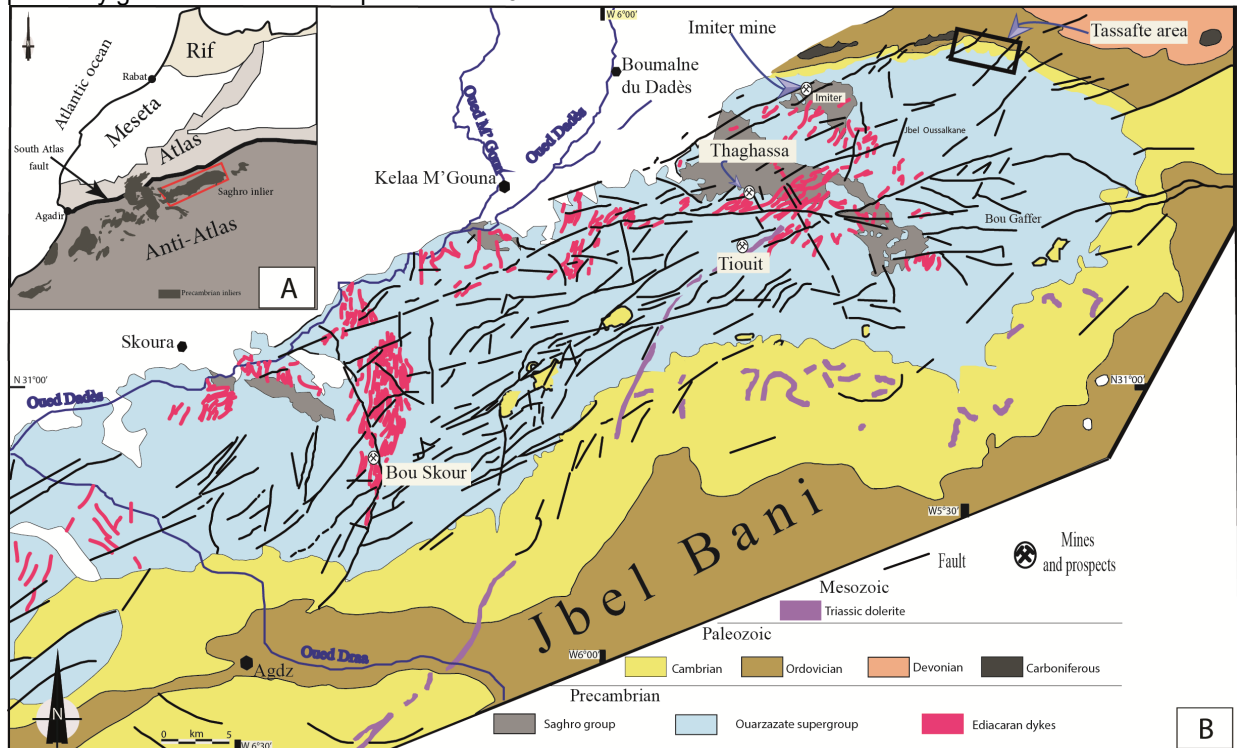 Rif
Atlantic ocean
Rabat
Meseta
South Atlas
fault
Atlas
Saghro inlier
Agadir
Anti-Atlas
Precambrian inliers
A
W 6°00'
Imiter mine
Tassafte area
Boumalne
du Dadès
Oued M' Guna
Oued Dadès
Imiter
Jbel Oussalkane
Thaghassa
Kelaa M'Gouna
Bou Gaffer
Tiouit
Skoura
N 31°00'
N31°00'
Oued Dadès
Bou Skour
W5°30'
Jbel Bani
Fault
Mines
and prospects
Mesozoic
Triassic dolerite
Paleozoic
Oued Draa
W6°00'
Agdz
Cambrian
Ordovician
Devonian
Carboniferous
Precambrian
Saghro group
Ouarzazate supergroup
Ediacaran dykes
N
0 km 5
W 6°30'
B